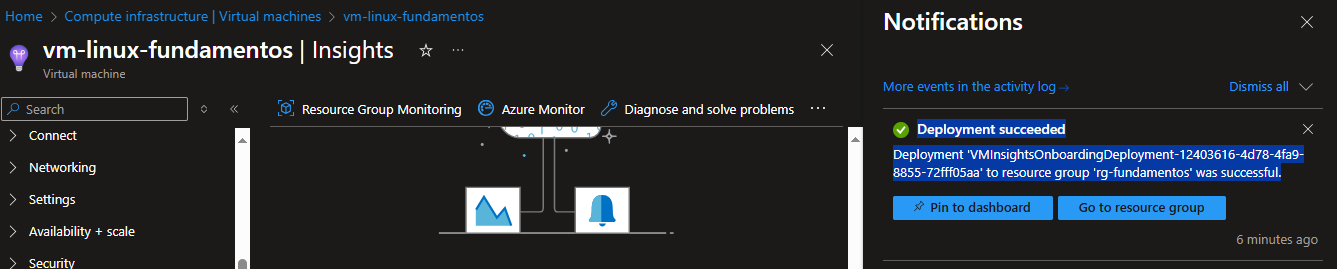 Home > Compute infrastructure | Virtual machines > vm-linux-fundamentos
vm-linux-fundamentos | Insights ☆ ...
Virtual machine
Search
Connect
Networking
Settings
Availability + scale
Security
Resource Group Monitoring Azure Monitor Diagnose and solve problems ...
Notifications
More events in the activity log → Dismiss all
Deployment succeeded
Deployment 'VMInsightsOnboardingDeployment-12403616-4d78-4fa9-
8855-72fff05aa' to resource group 'rg-fundamentos' was successful.
Pin to dashboard Go to resource group
6 minutes ago